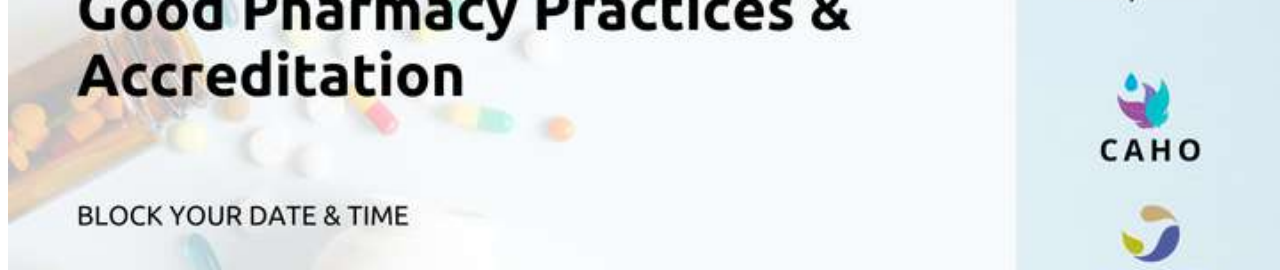 Good Pharmacy Practices &
Accreditation
BLOCK YOUR DATE & TIME
CAHO